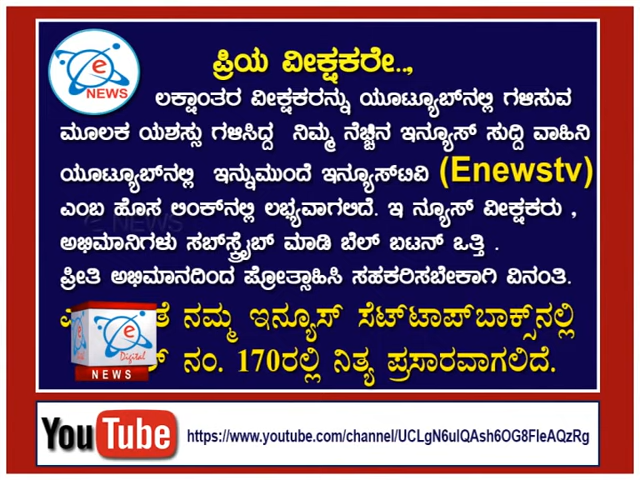 e
NEWS
ಪ್ರಿಯ ವೀಕ್ಷಕರೇ..,
ಲಕ್ಷಾಂತರ ವೀಕ್ಷಕರನ್ನು ಯೂಟ್ಯೂಬ್‌ನಲ್ಲಿ ಗಳಿಸುವ
ಮೂಲಕ ಯಶಸ್ಸು ಗಳಿಸಿದ್ದ ನಿಮ್ಮ ನೆಚ್ಚಿನ ಇನ್ಯೂಸ್ ಸುದ್ದಿ ವಾಹಿನಿ
ಯೂಟ್ಯೂಬ್‌ನಲ್ಲಿ ಇನ್ನುಮುಂದೆ ಇನ್ಯೂಸ್‌ಟಿವಿ (Enewstv)
ಎಂಬ ಹೊಸ ಲಿಂಕ್‌ನಲ್ಲಿ ಲಭ್ಯವಾಗಲಿದೆ. ಇ ನ್ಯೂಸ್ ವೀಕ್ಷಕರು ,
e NEWS
ಅಭಿಮಾನಿಗಳು ಸಬ್‌ಸ್ಕ್ರೈಬ್ ಮಾಡಿ ಬೆಲ್ ಬಟನ್ ಒತ್ತಿ .
ಪ್ರೀತಿ ಅಭಿಮಾನದಿಂದ ಪ್ರೋತ್ಸಾಹಿಸಿ ಸಹಕರಿಸಬೇಕಾಗಿ ವಿನಂತಿ.
ನಮ್ಮ ಇನ್ಯೂಸ್ ಸೆಟ್‌ಟಾಪ್‌ಬಾಕ್ಸ್‌ನಲ್ಲಿ
ನಂ. 170ರಲ್ಲಿ ನಿತ್ಯ ಪ್ರಸಾರವಾಗಲಿದೆ.
e
Digital
NEWS
YouTube https://www.youtube.com/channel/UCLgN6ulQAsh6OG8FleAQzRg